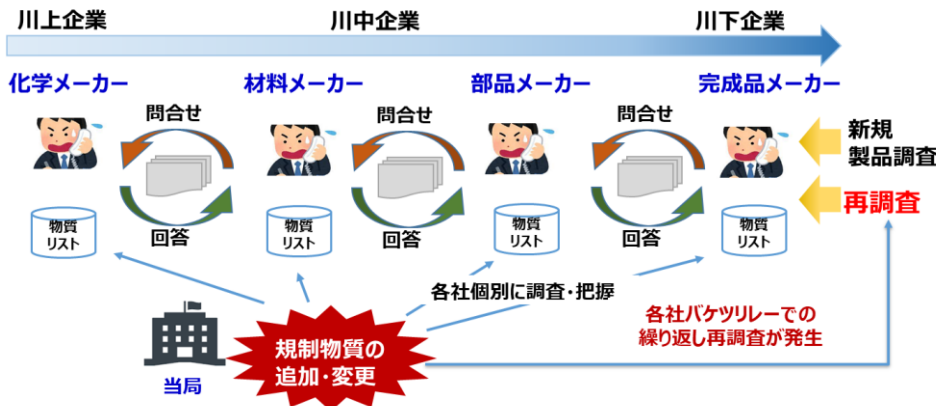 川上企業
川中企業
川下企業
化学メーカー
材料メーカー
部品メーカー
完成品メーカー
問合せ
問合せ
問合せ
新規
製品調査
再調査
物質
リスト
物質
リスト
物質
リスト
物質
リスト
回答
回答
回答
各社個別に調査・把握
各社バケツリレーでの
繰り返し再調査が発生
規制物質の
追加・変更
当局